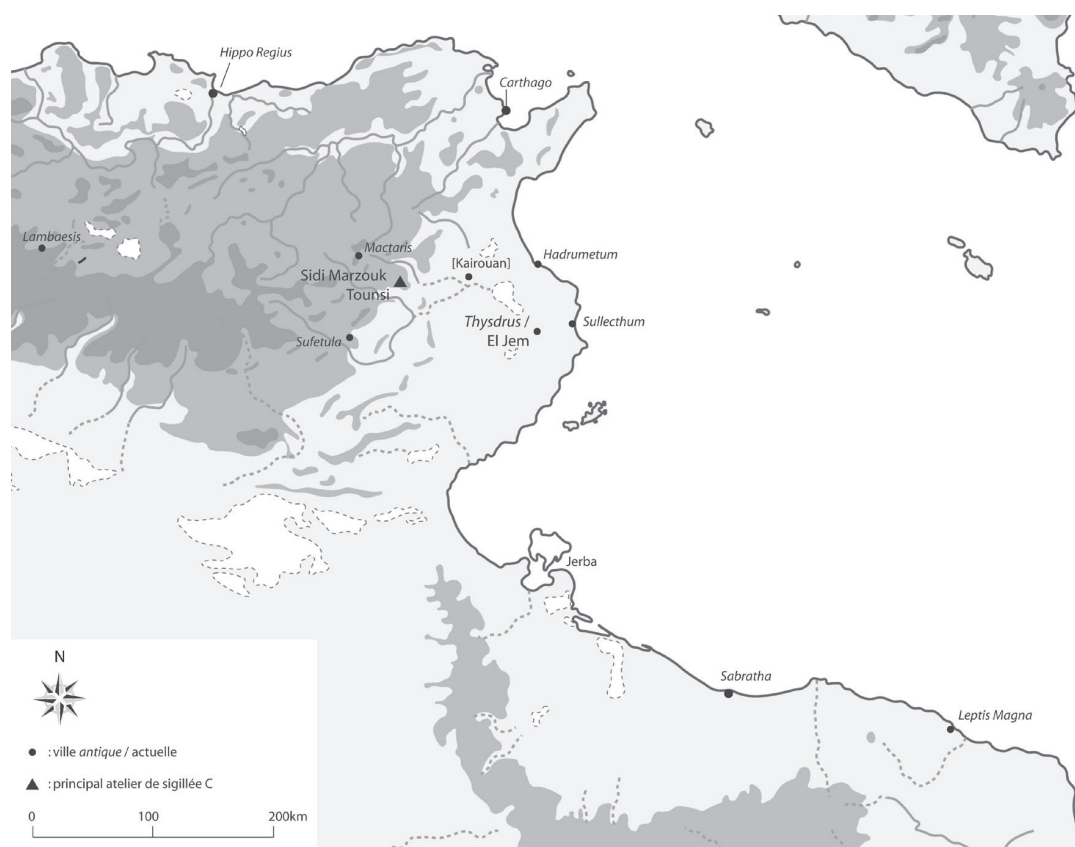 Hippo Regius
Carthago
Lambaesis
Mactaris
[Kairouan]
Hadrumetum
Sidi Marzouk
Tounsi
Thysdrus /
El Jem
Sullecthum
Sufetula
Jerba
Sabratha
Leptis Magna
N
: ville antique / actuelle
: principal atelier de sigillée C
0 100 200km